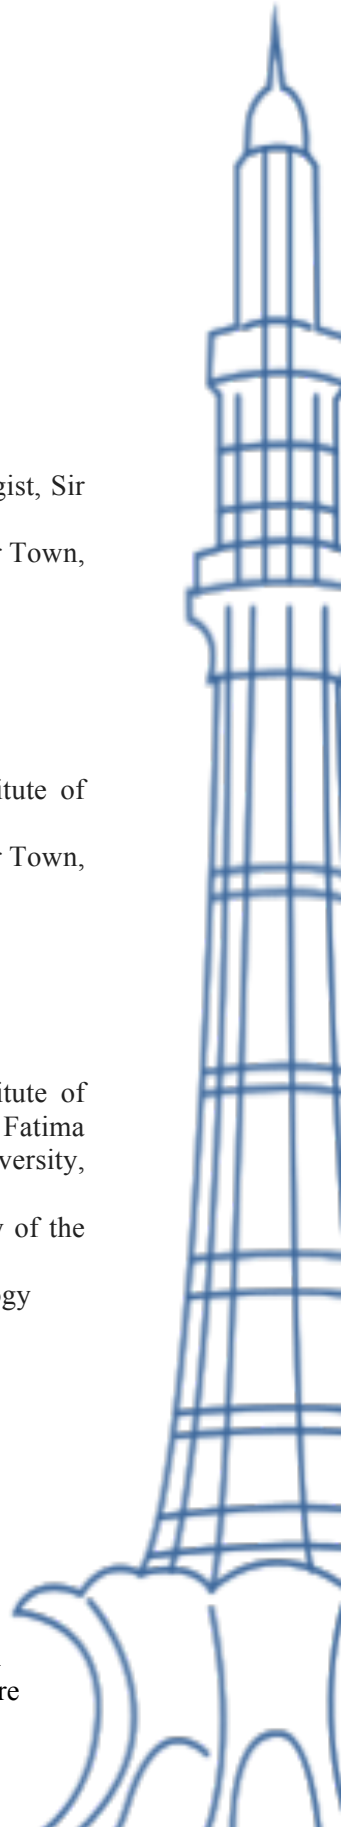 gist, Sir
Town,
itute of
Town,
itute of
Fatima
versity,
of the
gy
re